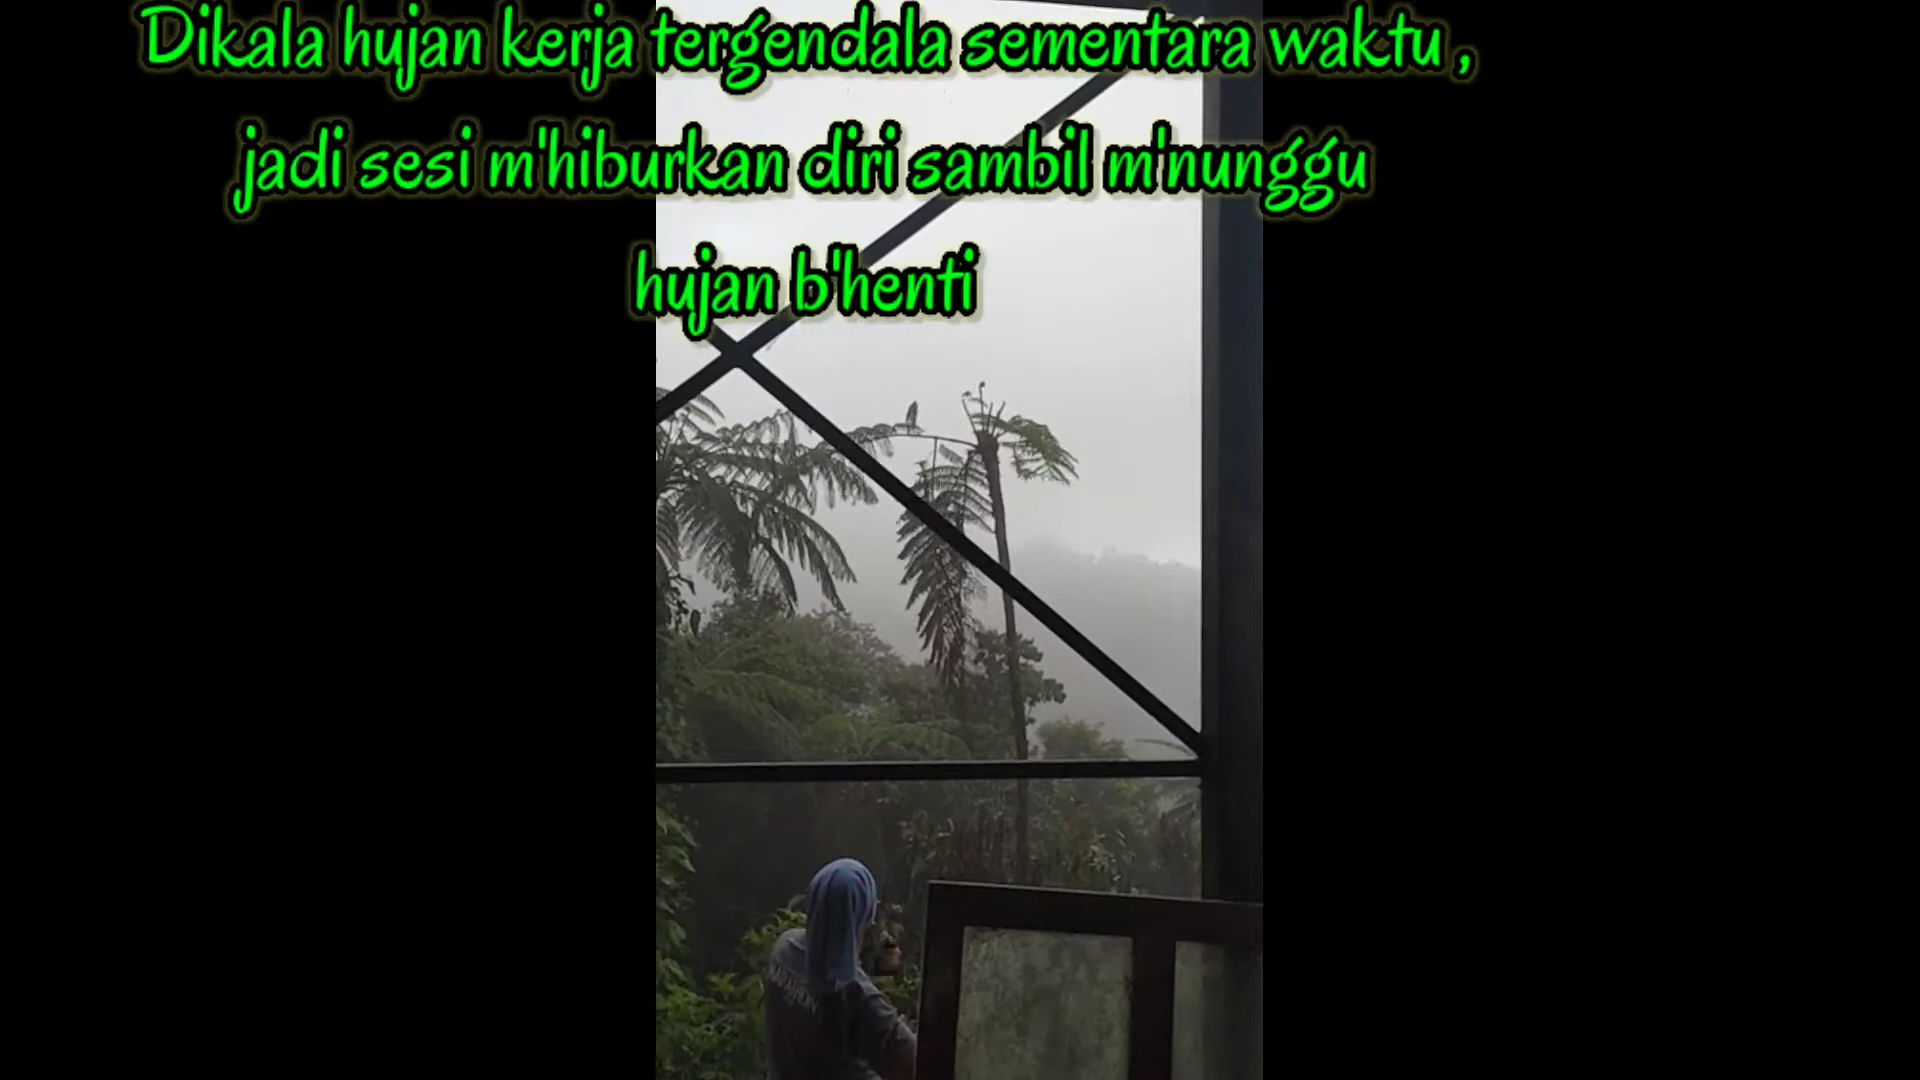 Dikala hujan kerja tergendala sementara waktu ,
jadi sesi m'hiburkan diri sambil m'nunggu
hujan b'henti